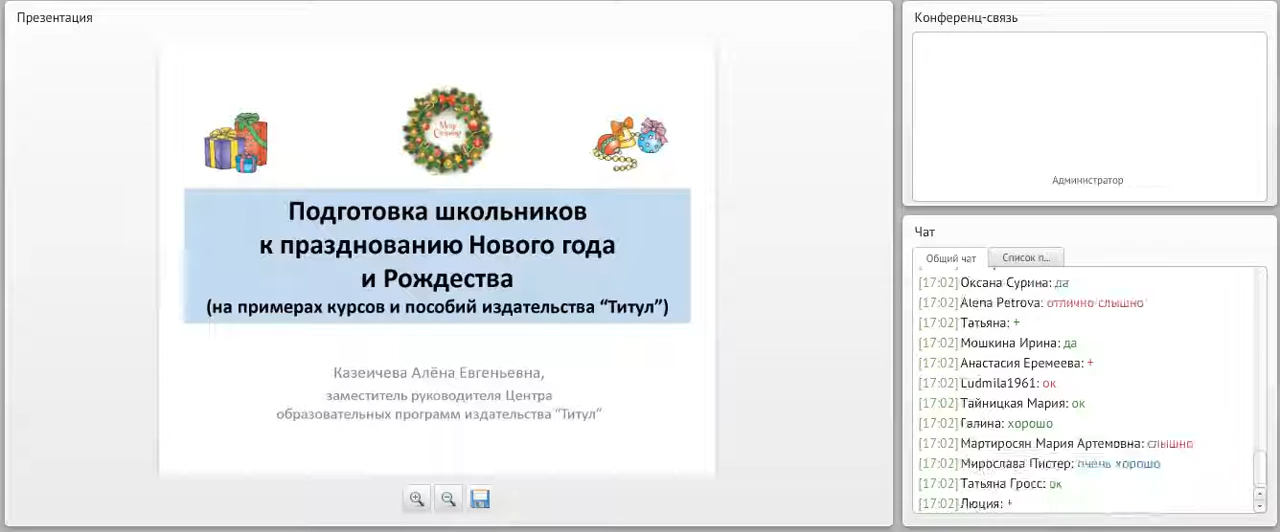 Презентация
Merry
Christmas
Подготовка школьников
к празднованию Нового года
и Рождества
(на примерах курсов и пособий издательства “Титул”)
Казеичева Алёна Евгеньевна,
заместитель руководителя Центра
образовательных программ издательства “Титул”
Конференц-связь
Администратор
Чат
Общий чат
Список п...
[17:02] Оксана Сурина: да
[17:02] Alena Petrova: отлично слышно
[17:02] Татьяна: +
[17:02] Мошкина Ирина: да
[17:02] Анастасия Еремеева: +
[17:02] Ludmila1961: ок
[17:02] Тайницкая Мария: ок
[17:02] Галина: хорошо
[17:02] Мартиросян Мария Артемовна: слышно
[17:02] Мирослава Пистер: очень хорошо
[17:02] Татьяна Гросс: ок
[17:02] Люция: +